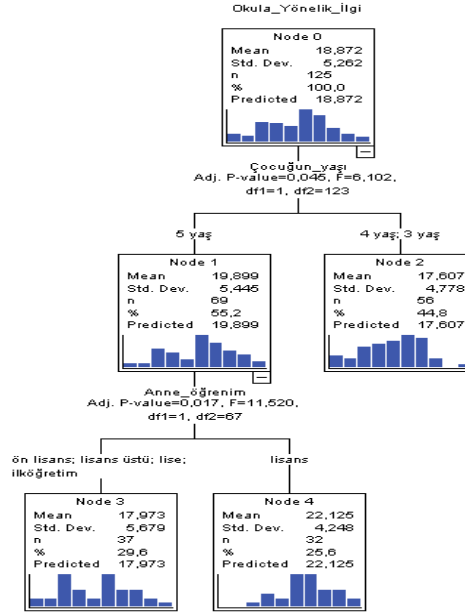 Okula_Yönelik_İlgi
Node 0
Mean 18,872
Std. Dev. 5,262
n 125
% 100,0
Predicted 18,872
Çocuğun_yaşı
Adj. P-value=0,045, F=6,102,
df1=1, df2=123
5 yaş
4 yaş; 3 yaş
Node 1
Mean 19,899
Std. Dev. 5,445
n 69
% 55,2
Predicted 19,899
Node 2
Mean 17,607
Std. Dev. 4,778
n 56
% 44,8
Predicted 17,607
Anne_öğrenim
Adj. P-value=0,017, F=11,520,
df1=1, df2=67
ön lisans; lisans üstü; lise;
ilköğretim
lisans
Node 3
Mean 17,973
Std. Dev. 5,679
n 37
% 29,6
Predicted 17,973
Node 4
Mean 22,125
Std. Dev. 4,248
n 32
% 25,6
Predicted 22,125